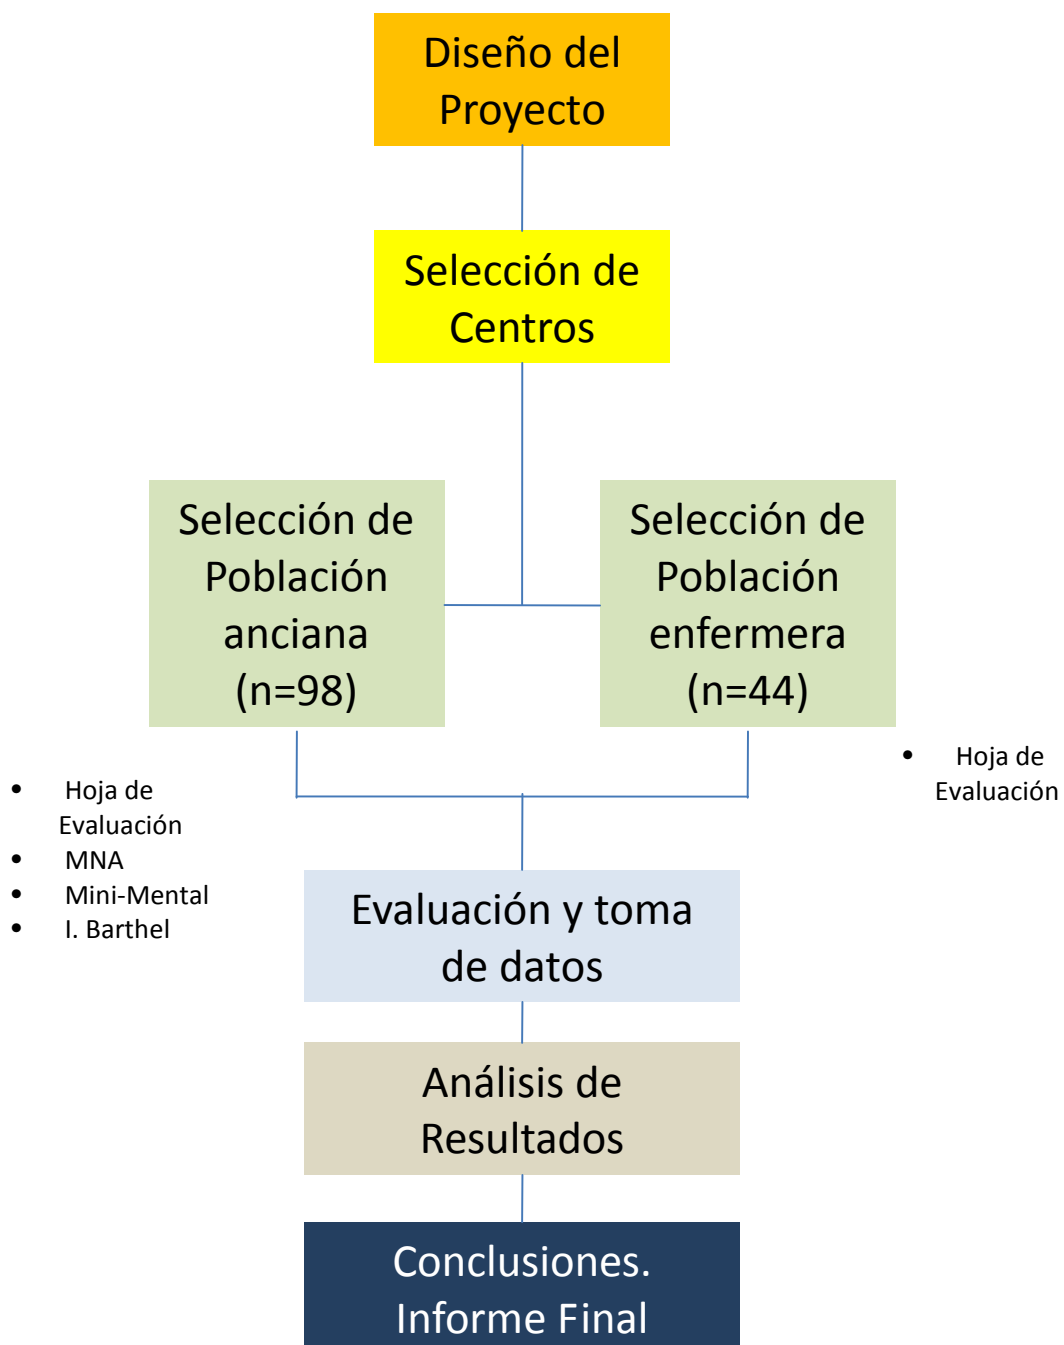 Diseño del
Proyecto
Selección de
Centros
Selección de
Población
anciana
(n=98)
Selección de
Población
enfermera
(n=44)
• Hoja de
Evaluación
• MNA
• Mini-Mental
• I. Barthel
• Hoja de
Evaluación
Evaluación y toma
de datos
Análisis de
Resultados
Conclusiones.
Informe Final